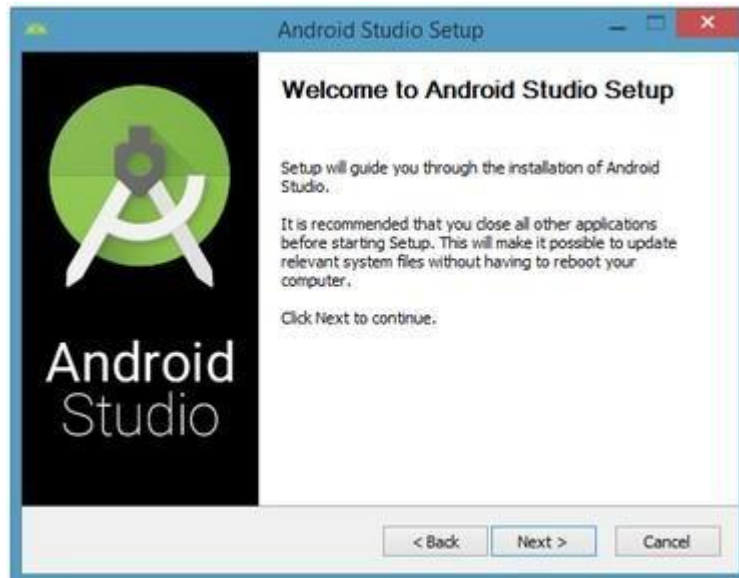 Android Studio Setup
Welcome to Android Studio Setup
Setup will guide you through the installation of Android
Studio.
It is recommended that you close all other applications
before starting Setup. This will make it possible to update
relevant system files without having to reboot your
computer.
Click Next to continue.
Android
Studio
< Back
Next >
Cancel